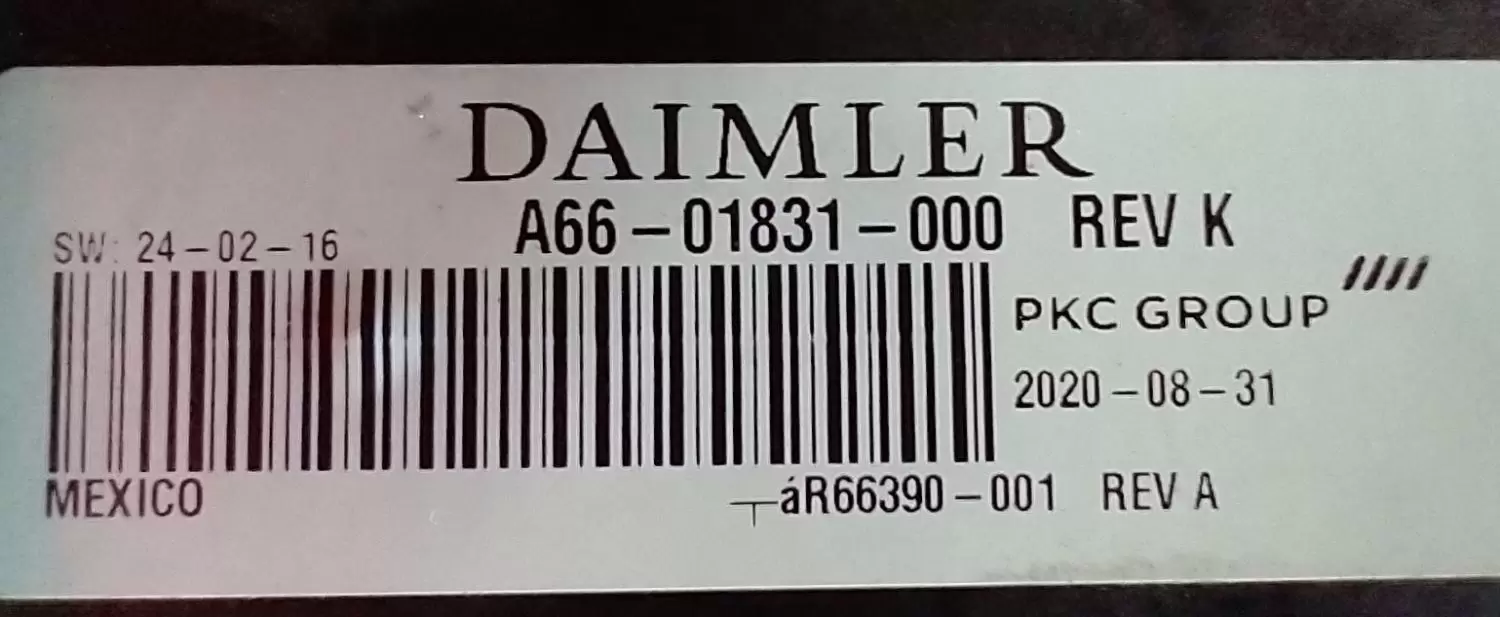 DAIMLER
A66-01831-000 REV K
SW: 24-02-16
PKC GROUP
2020-08-31
MEXICO
┬áR66390-001 REV A